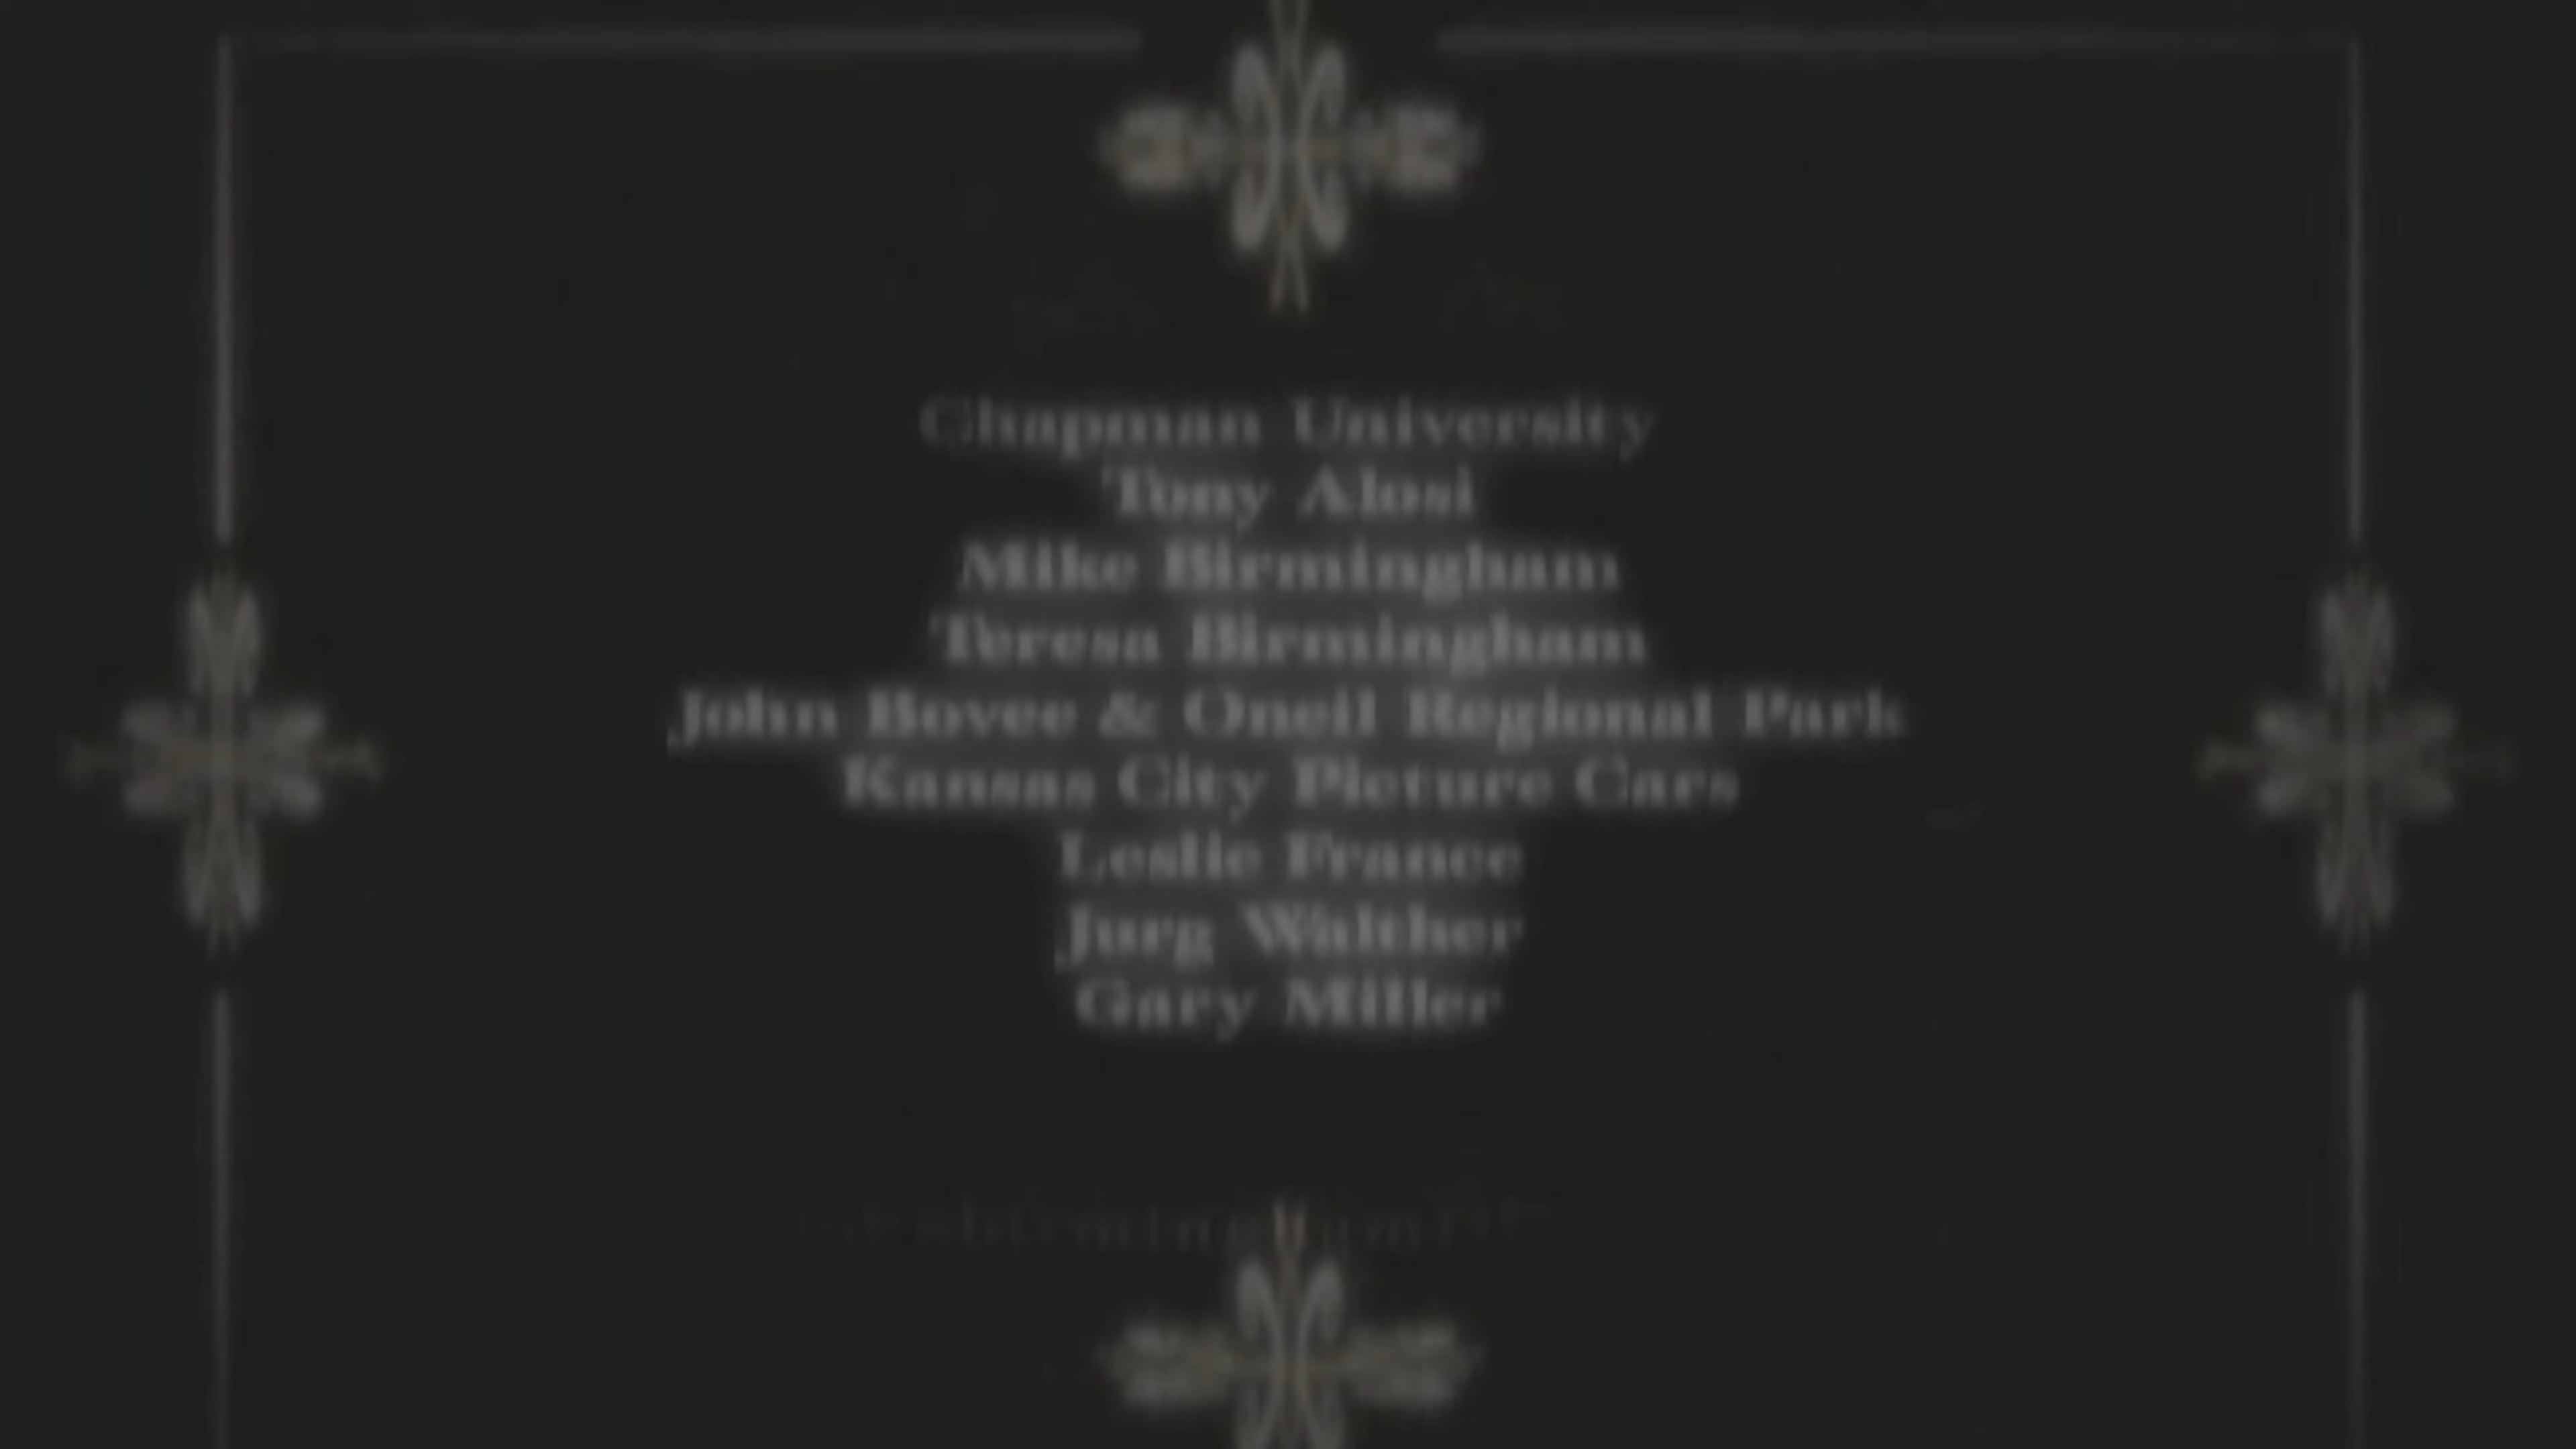 Chapman University
Tony Alosi
Mike Birmingham
Teresa Birmingham
John Bovee & Oneil Regional Park
Kansas City Picture Cars
Leslie France
Jurg Walther
Gary Miller